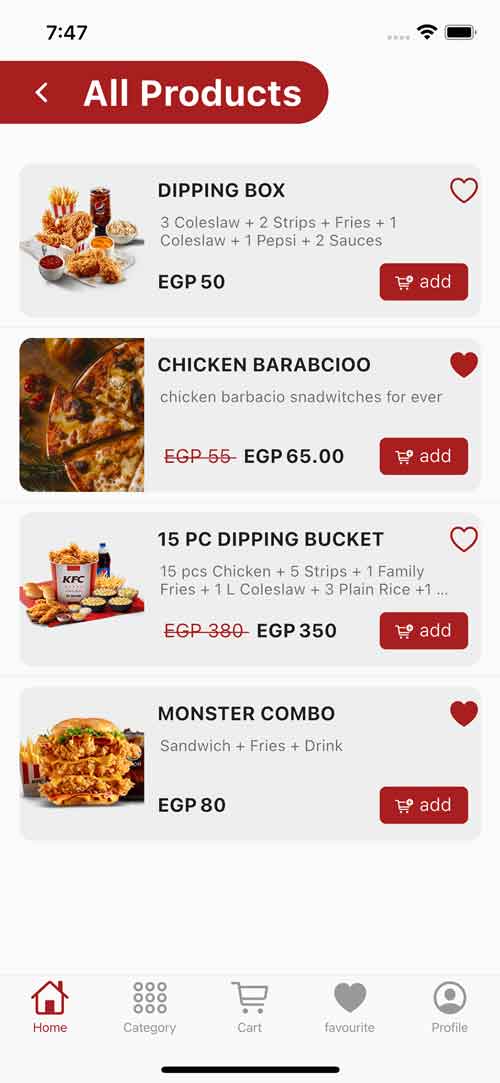 7:47
All Products
DIPPING BOX
3 Coleslaw + 2 Strips + Fries + 1
Coleslaw + 1 Pepsi + 2 Sauces
EGP 50
add
CHICKEN BARABCIOO
chicken barbacio snadwitches for ever
EGP 55 EGP 65.00
add
15 PC DIPPING BUCKET
KFC
15 pcs Chicken + 5 Strips + 1 Family
Fries + 1 L Coleslaw + 3 Plain Rice +1 ...
EGP 380 EGP 350
add
MONSTER COMBO
Sandwich + Fries + Drink
EGP 80
add
Home
Category
Cart
favourite
Profile